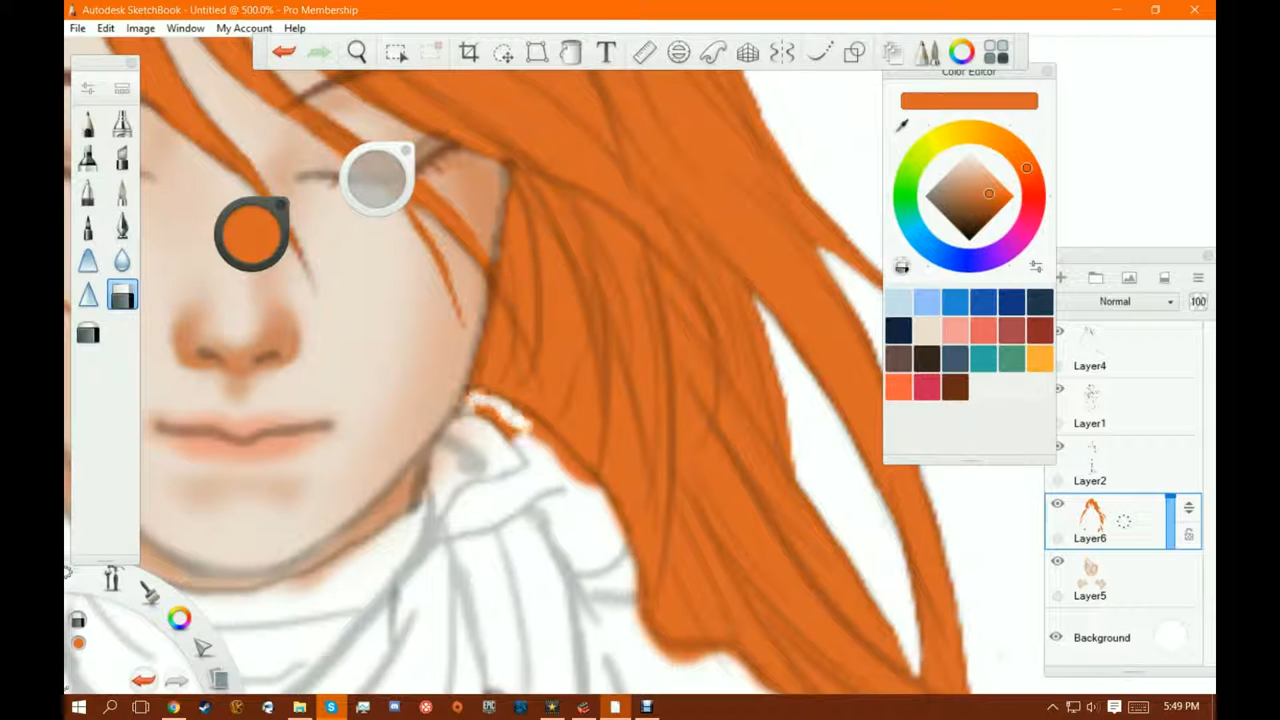 Autodesk SketchBook - Untitled @ 500.0% - Pro Membership
File Edit Image Window My Account Help
T
Color Editor
Normal 100
Layer4
Layer1
Layer2
Layer6
Layer5
Background
5:49 PM